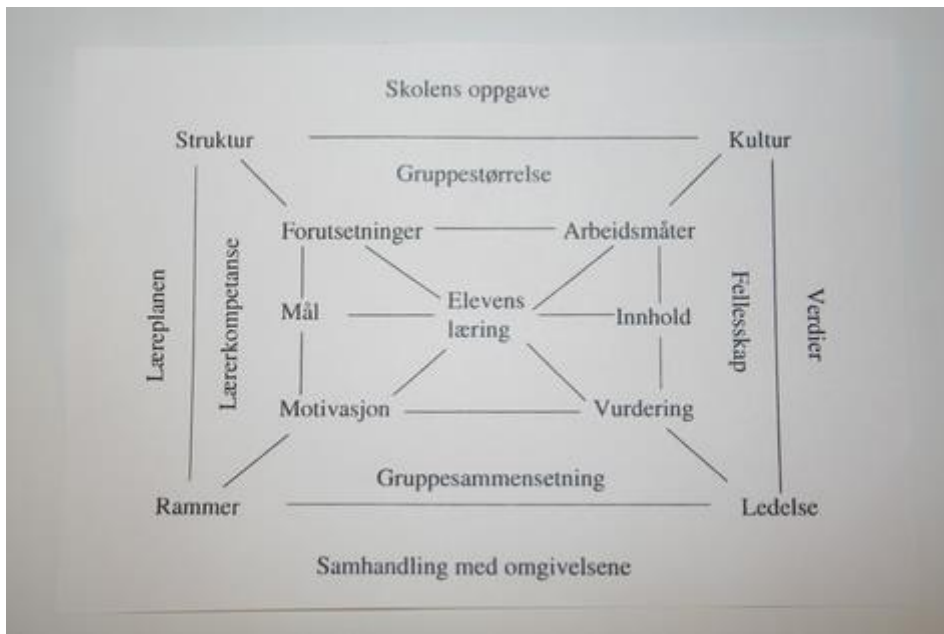 Skolens oppgave
Struktur
Kultur
Gruppestørrelse
Forutsetninger
Arbeidsmåter
Læreplanen
Lærerkompetanse
Mål
Elevens
læring
Innhold
Fellesskap
Verdier
Motivasjon
Vurdering
Gruppesammensetning
Rammer
Ledelse
Samhandling med omgivelsene